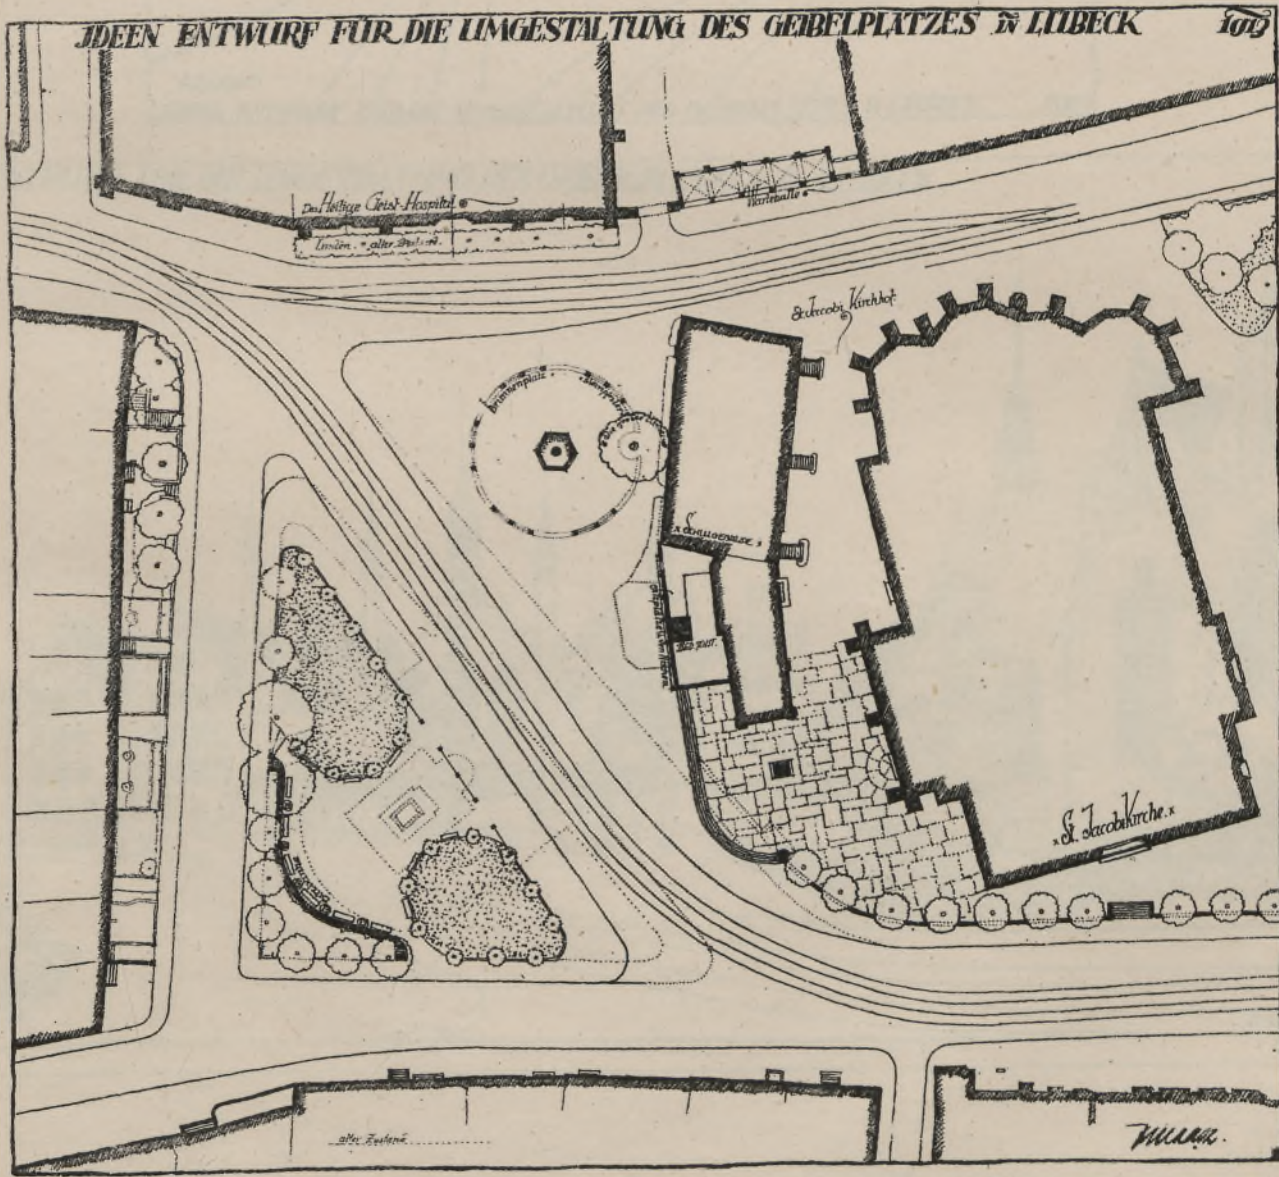 IDEEN ENTWURF FÜR DIE UMGESTALTUNG DES GEIBELPLATZES IN LÜBECK 1919
Das Heilige Geist-Hospital
Linden
alter Bestand
Wartehalle
St. Jacobi Kirchhof
Brunnenplatz
St. Jacobi Kirche
alter Zustand